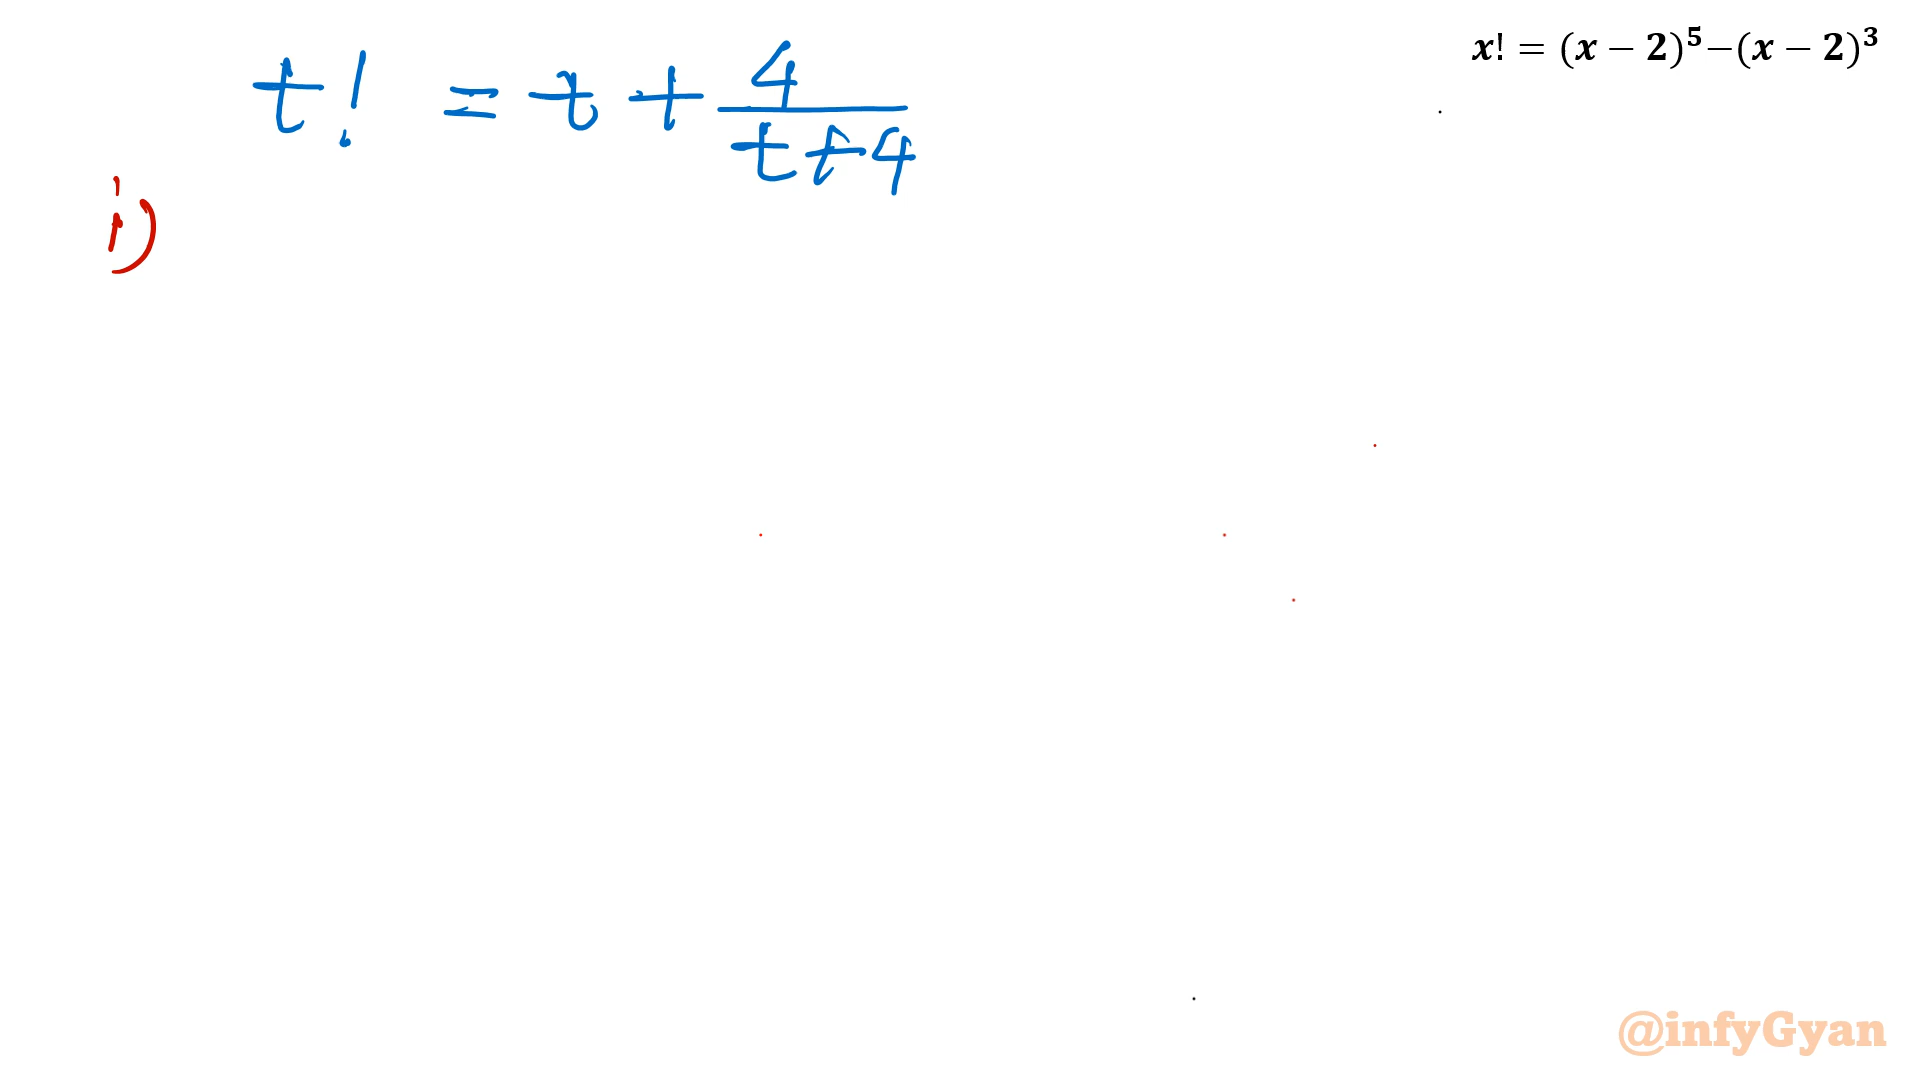 x! = (x − 2)⁵−(x − 2)³
t! = t + 4/(t+4)
i)
@infyGyan